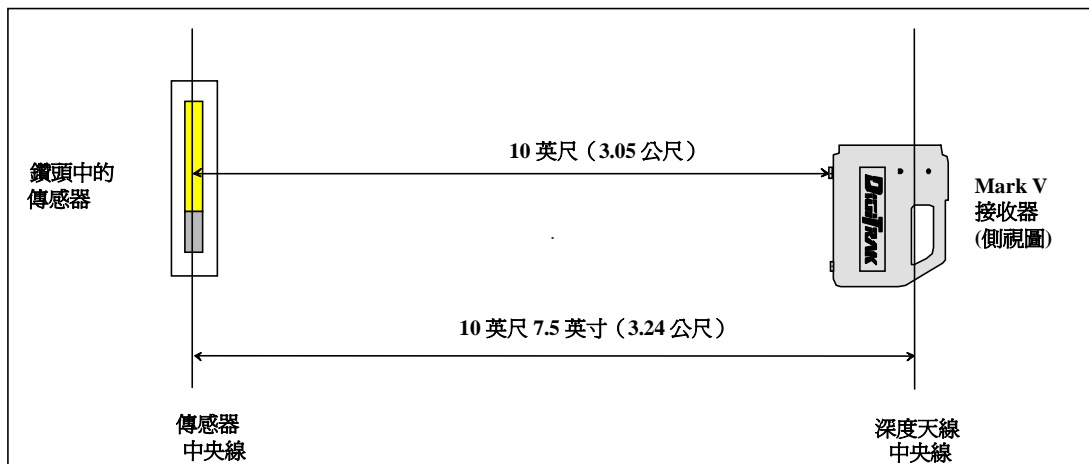 10 英尺(3.05 公尺)
鑽頭中的
傳感器
DIGITRAK
Mark V
接收器
(側視圖)
10 英尺 7.5 英寸(3.24 公尺)
傳感器
中央線
深度天線
中央線